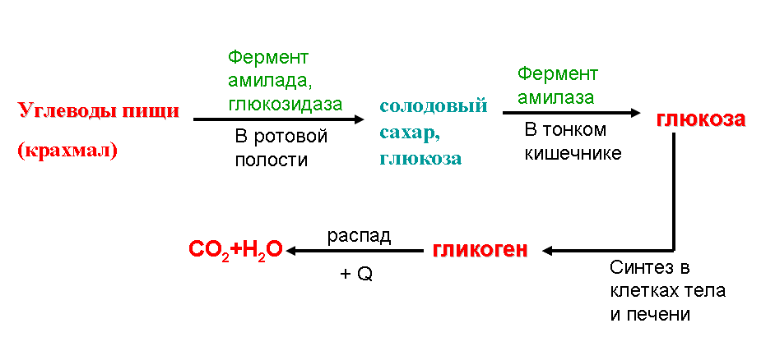 Фермент
амилада,
глюкозидаза
Углеводы пищи
(крахмал)
В ротовой
полости
солодовый
сахар,
глюкоза
Фермент
амилаза
В тонком
кишечнике
глюкоза
Синтез в
клетках тела
и печени
гликоген
распад
+ Q
CO₂+H₂O